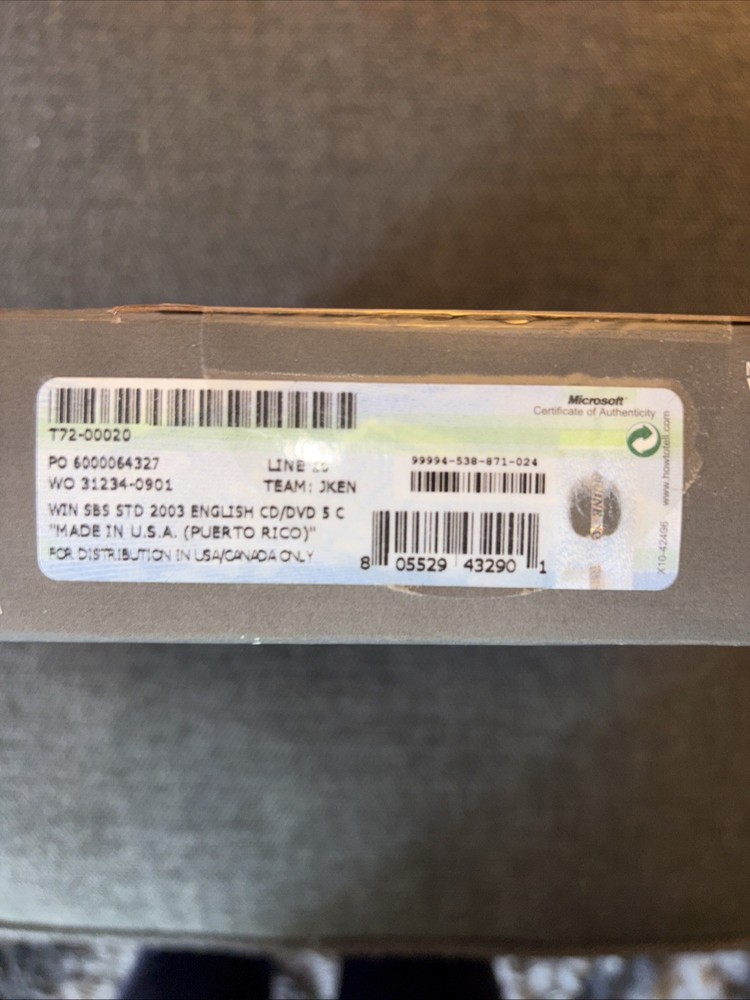 Microsoft
Certificate of Authenticity
T72-00020
PO 6000064327
LINE
99994-538-871-024
WO 31234-0901
TEAM: JKEN
WIN SBS STD 2003 ENGLISH CD/DVD 5 C
"MADE IN U.S.A. (PUERTO RICO)"
FOR DISTRIBUTION IN USA/CANADA ONLY
8 05529 43290 1
www.howtotell.com
X10-42496